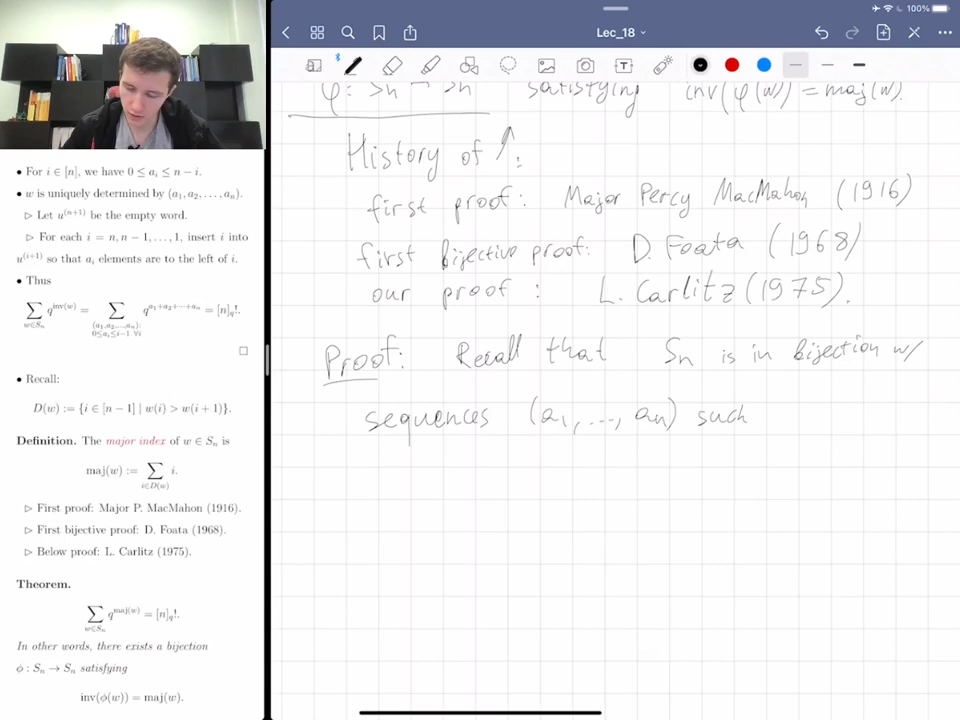 • For i ∈ [n], we have 0 ≤ aᵢ ≤ n − i.
• w is uniquely determined by (a₁, a₂, . . . , aₙ).
▷ Let u⁽ⁿ⁺¹⁾ be the empty word.
▷ For each i = n, n − 1, . . . , 1, insert i into
u⁽ⁱ⁺¹⁾ so that aᵢ elements are to the left of i.
• Thus
∑_{w∈Sₙ} q^{inv(w)} = ∑_{(a₁,a₂,...,aₙ): 0≤aᵢ≤i−1 ∀i} q^{a₁+a₂+···+aₙ} = [n]_q!.
□
• Recall:
D(w) := {i ∈ [n − 1] | w(i) > w(i + 1)}.
Definition. The major index of w ∈ Sₙ is
maj(w) := ∑_{i∈D(w)} i.
▷ First proof: Major P. MacMahon (1916).
▷ First bijective proof: D. Foata (1968).
▷ Below proof: L. Carlitz (1975).
Theorem.
∑_{w∈Sₙ} q^{maj(w)} = [n]_q!.
In other words, there exists a bijection
ϕ : Sₙ → Sₙ satisfying
inv(ϕ(w)) = maj(w).
100%
Lec_18
φ: Sₙ → Sₙ satisfying inv(φ(w)) = maj(w).
History of ↑:
first proof: Major Percy MacMahon (1916)
first bijective proof: D. Foata (1968)
our proof: L. Carlitz (1975).
Proof: Recall that Sₙ is in bijection w/
sequences (a₁, ..., aₙ) such